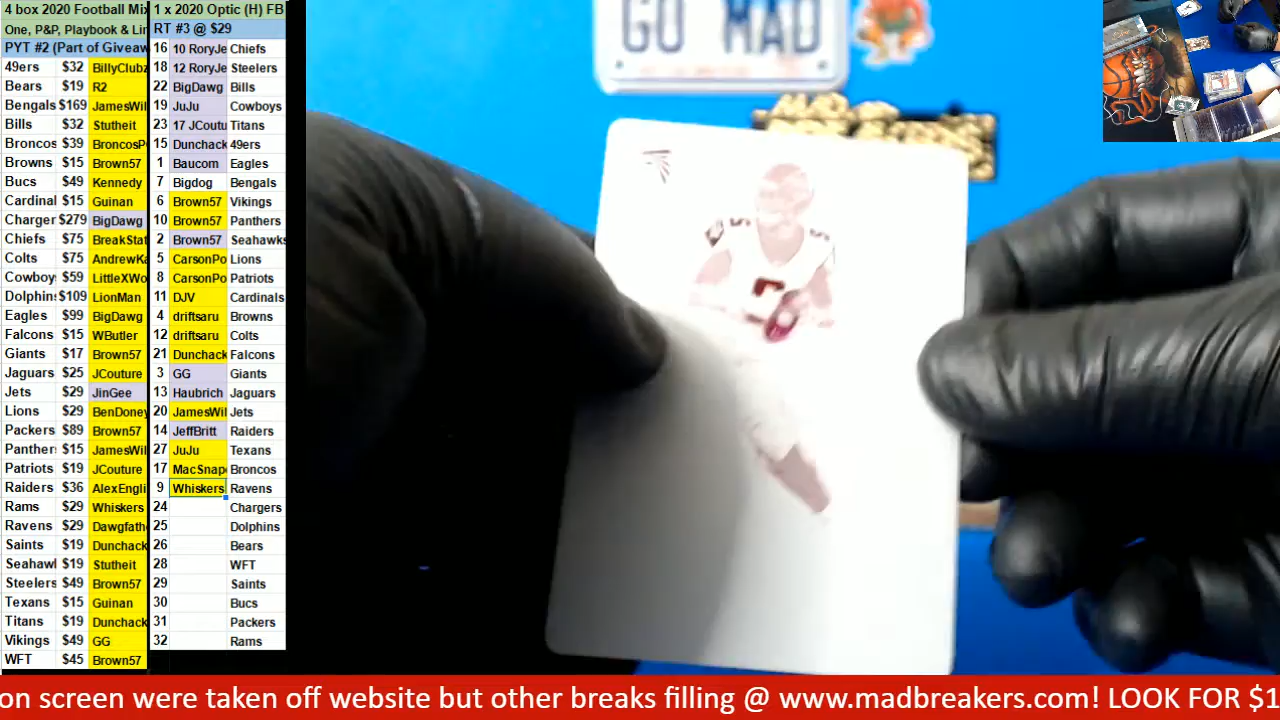 4 box 2020 Football Mix
One, P&P, Playbook & Lim
PYT #2 (Part of Giveaw
49ers $32 BillyClubz
Bears $19 R2
Bengals $169 JamesWil
Bills $32 Stutheit
Broncos $39 BroncosP
Browns $15 Brown57
Bucs $49 Kennedy
Cardinal $15 Guinan
Charger $279 BigDawg
Chiefs $75 BreakStat
Colts $75 AndrewKa
Cowboy $59 LittleXWo
Dolphin $109 LionMan
Eagles $99 BigDawg
Falcons $15 WButler
Giants $17 Brown57
Jaguars $25 JCouture
Jets $29 JinGee
Lions $29 BenDoney
Packers $89 Brown57
Panther $15 JamesWil
Patriots $19 JCouture
Raiders $36 AlexEngli
Rams $29 Whiskers
Ravens $29 Dawgfath
Saints $19 Dunchack
Seahawl $19 Stutheit
Steelers $49 Brown57
Texans $15 Guinan
Titans $19 Dunchack
Vikings $49 GG
WFT $45 Brown57
1 x 2020 Optic (H) FB
RT #3 @ $29
16 10 RoryJe Chiefs
18 12 RoryJe Steelers
22 BigDawg Bills
19 JuJu Cowboys
23 17 JCoutu Titans
15 Dunchack 49ers
1 Baucom Eagles
7 Bigdog Bengals
6 Brown57 Vikings
10 Brown57 Panthers
2 Brown57 Seahawks
5 CarsonPo Lions
8 CarsonPo Patriots
11 DJV Cardinals
4 driftsaru Browns
12 driftsaru Colts
21 Dunchack Falcons
3 GG Giants
13 Haubrich Jaguars
20 JamesWil Jets
14 JeffBritt Raiders
27 JuJu Texans
17 MacSnap Broncos
9 Whiskers Ravens
24 Chargers
25 Dolphins
26 Bears
28 WFT
29 Saints
30 Bucs
31 Packers
32 Rams
GO MAD
on screen were taken off website but other breaks filling @ www.madbreakers.com! LOOK FOR $1